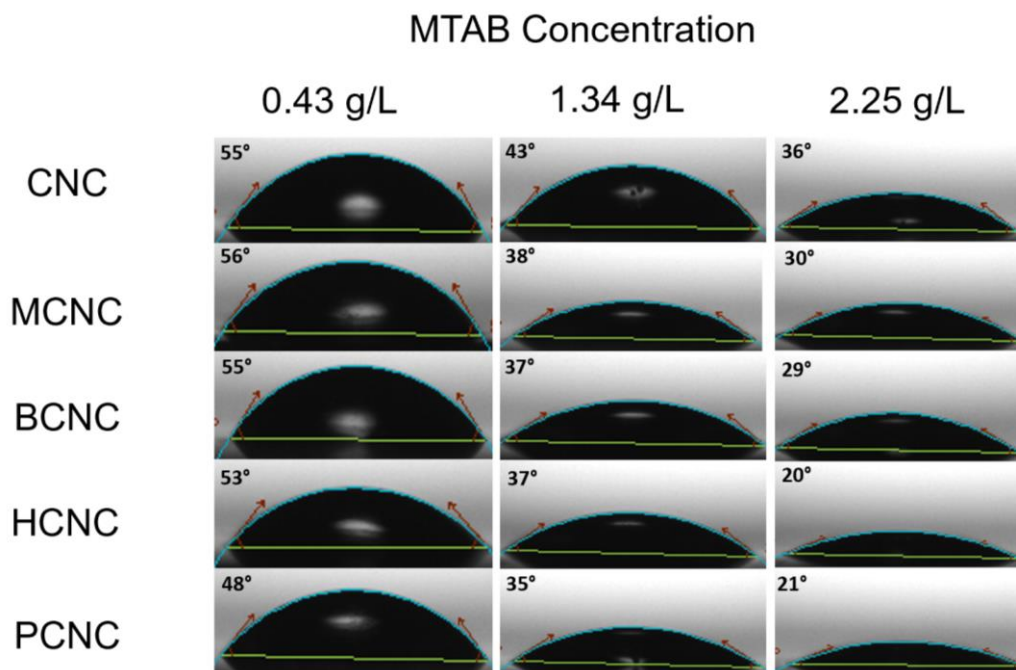 MTAB Concentration
0.43 g/L 1.34 g/L 2.25 g/L
CNC 55° 43° 36°
MCNC 56° 38° 30°
BCNC 55° 37° 29°
HCNC 53° 37° 20°
PCNC 48° 35° 21°